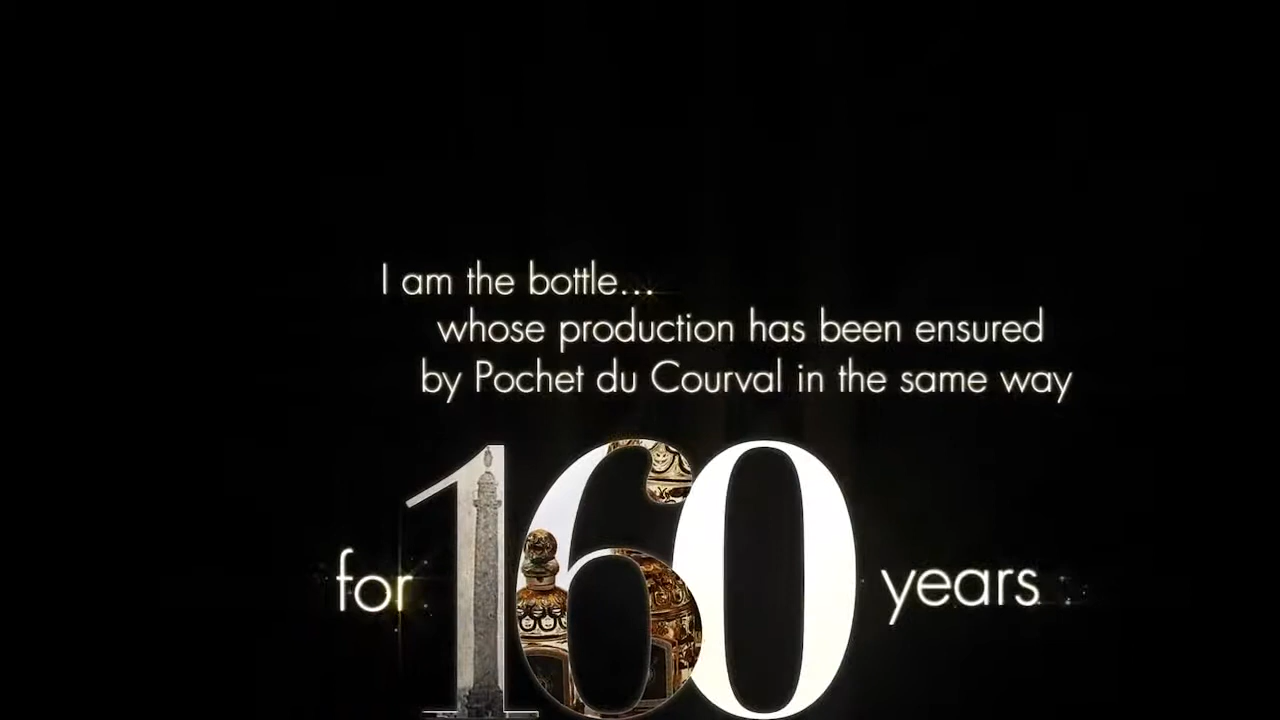 I am the bottle...
whose production has been ensured
by Pochet du Courval in the same way
for 160 years